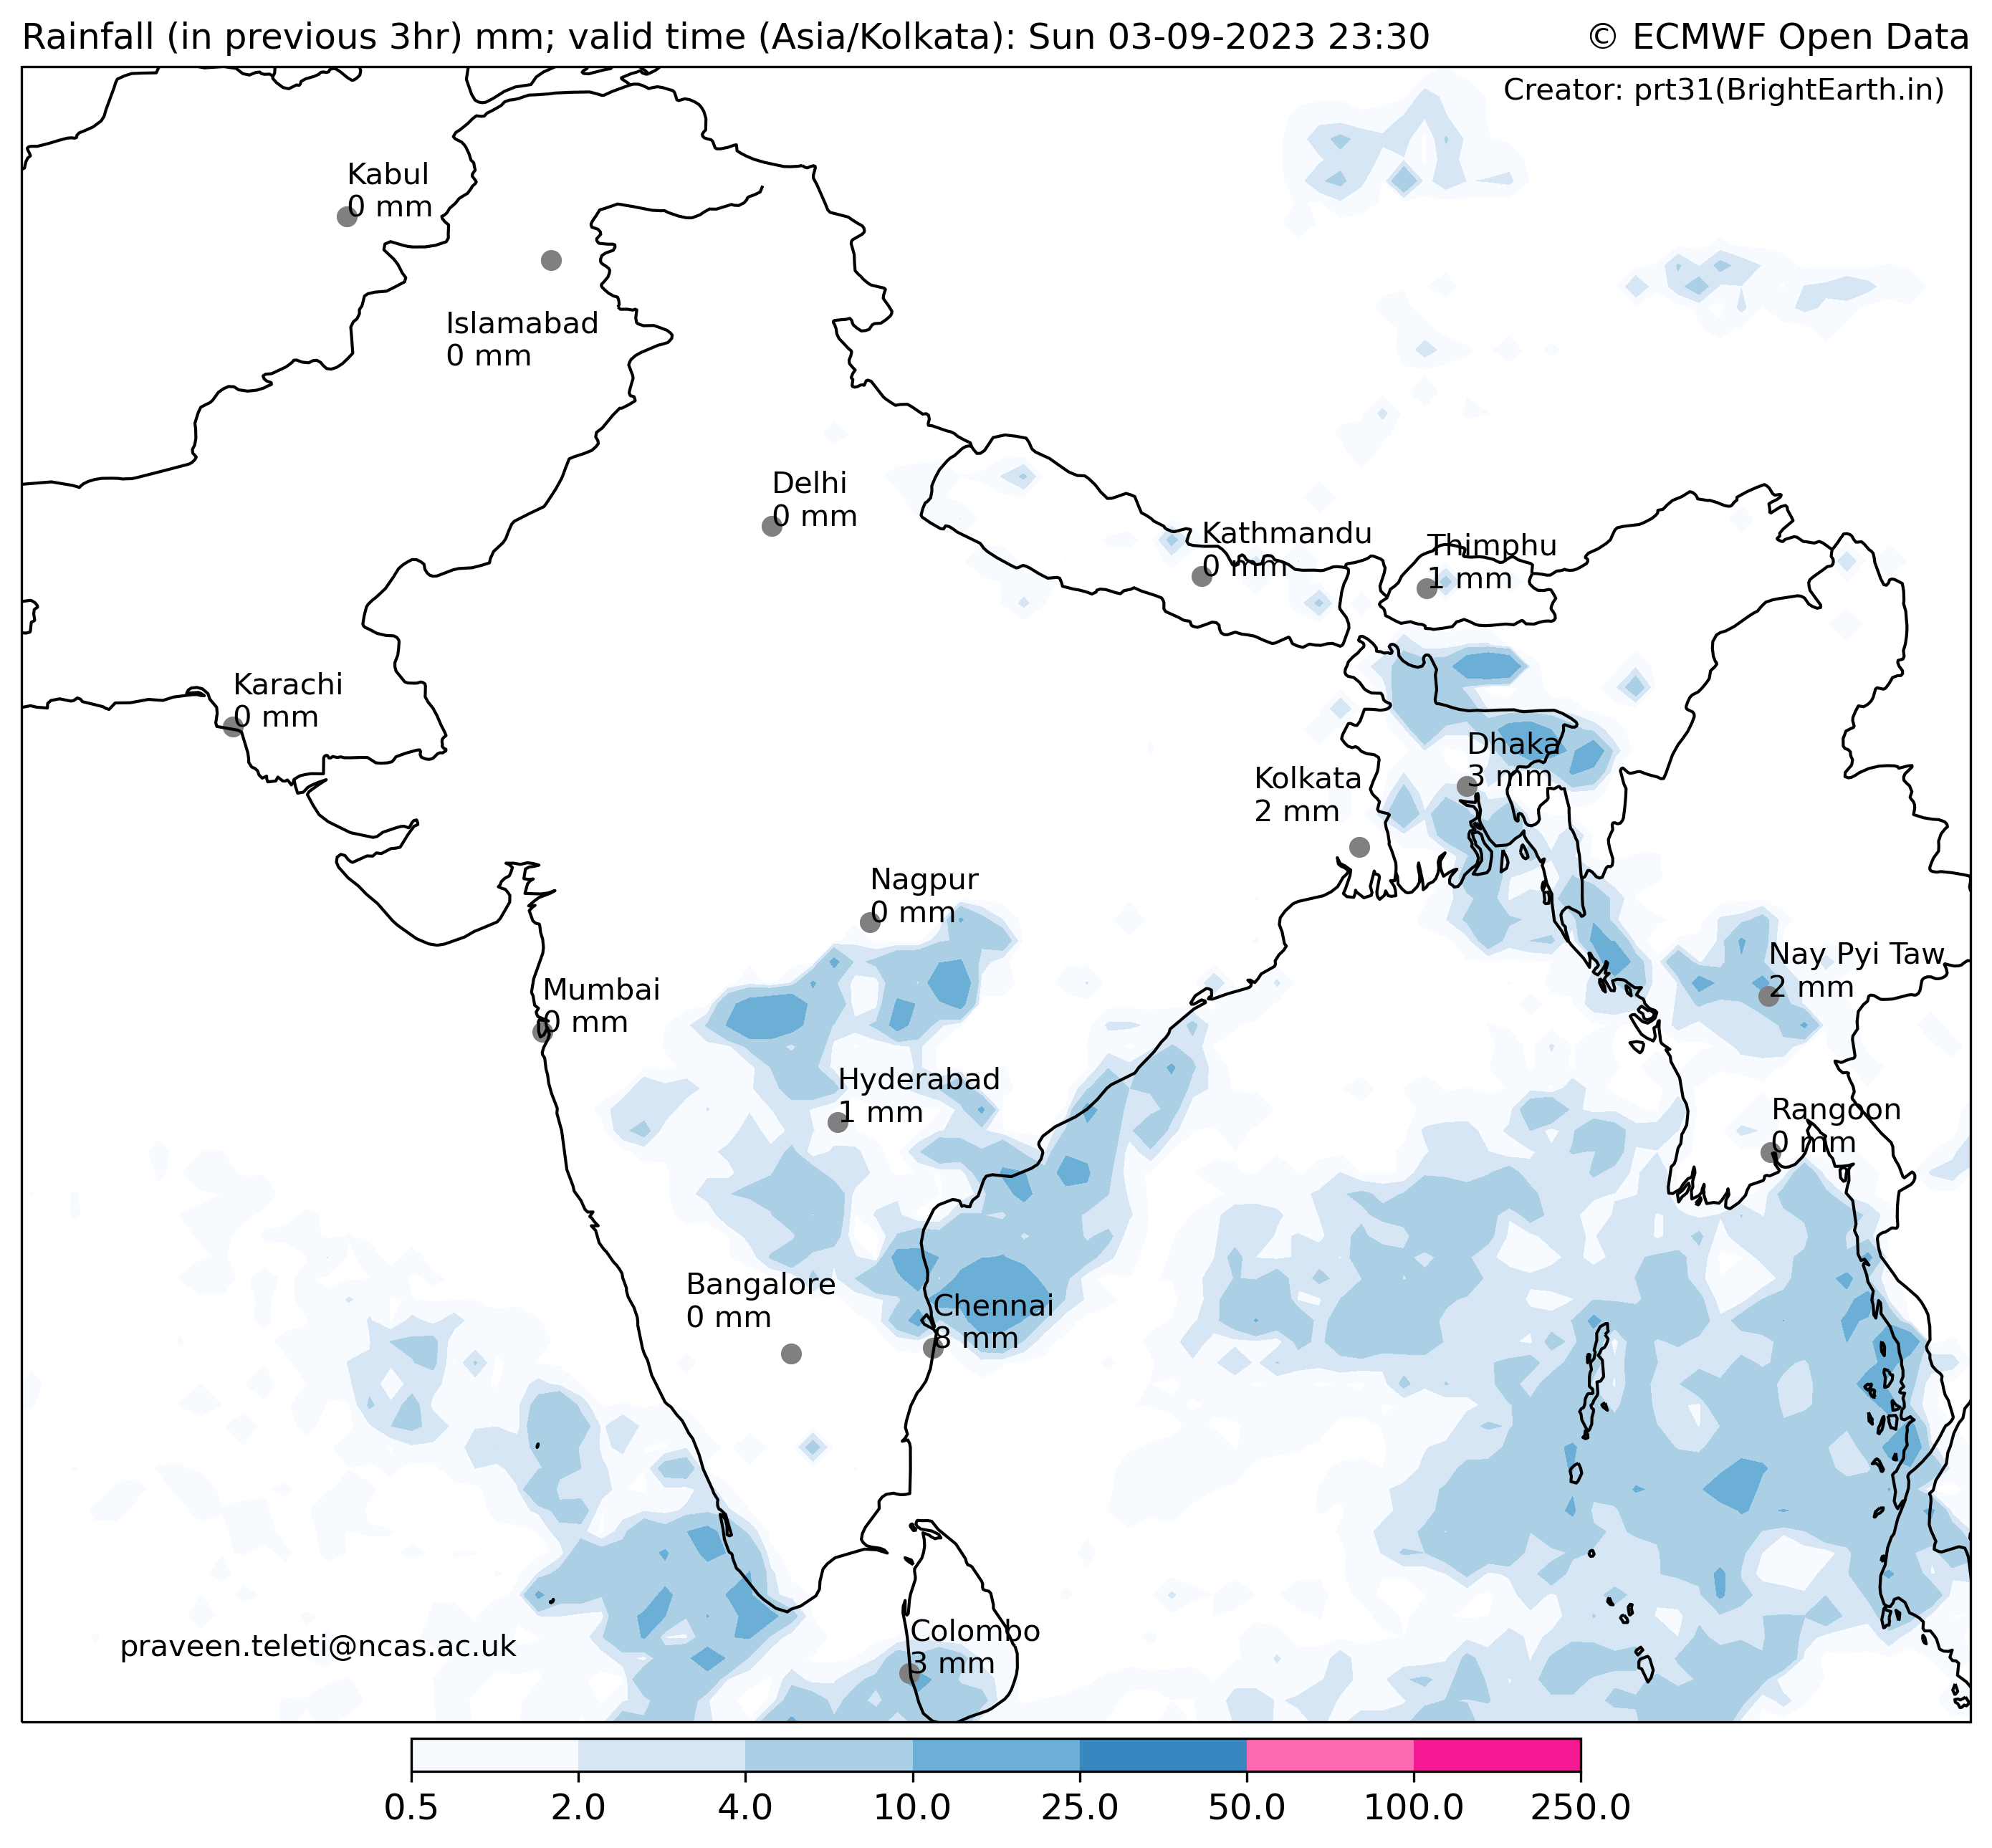 Rainfall (in previous 3hr) mm; valid time (Asia/Kolkata): Sun 03-09-2023 23:30
© ECMWF Open Data
Creator: prt31(BrightEarth.in)
Kabul
0 mm
Islamabad
0 mm
Delhi
0 mm
Kathmandu
0 mm
Thimphu
1 mm
Karachi
0 mm
Dhaka
3 mm
Kolkata
2 mm
Nagpur
0 mm
Nay Pyi Taw
2 mm
Mumbai
0 mm
Hyderabad
1 mm
Rangoon
0 mm
Bangalore
0 mm
Chennai
8 mm
Colombo
3 mm
praveen.teleti@ncas.ac.uk
0.5 2.0 4.0 10.0 25.0 50.0 100.0 250.0